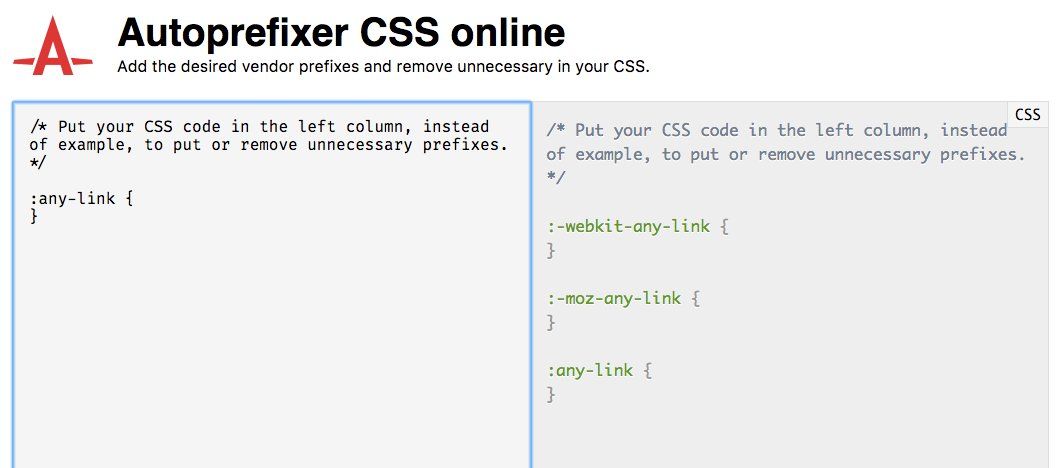 Autoprefixer CSS online
Add the desired vendor prefixes and remove unnecessary in your CSS.
/* Put your CSS code in the left column, instead
of example, to put or remove unnecessary prefixes.
*/
:any-link {
}
CSS
/* Put your CSS code in the left column, instead
of example, to put or remove unnecessary prefixes.
*/
:-webkit-any-link {
}
:-moz-any-link {
}
:any-link {
}